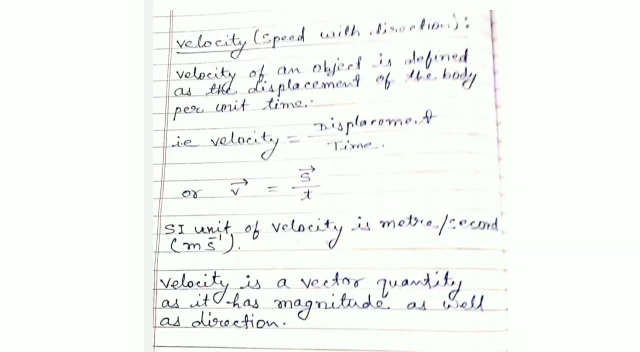 velocity (speed with direction):
velocity of an object is defined
as the displacement of the body
per unit time.
ie velocity = Displacement / Time.
or v⃗ = s⃗ / t
SI unit of velocity is metre/second
(ms⁻¹).
velocity is a vector quantity
as it has magnitude as well
as direction.